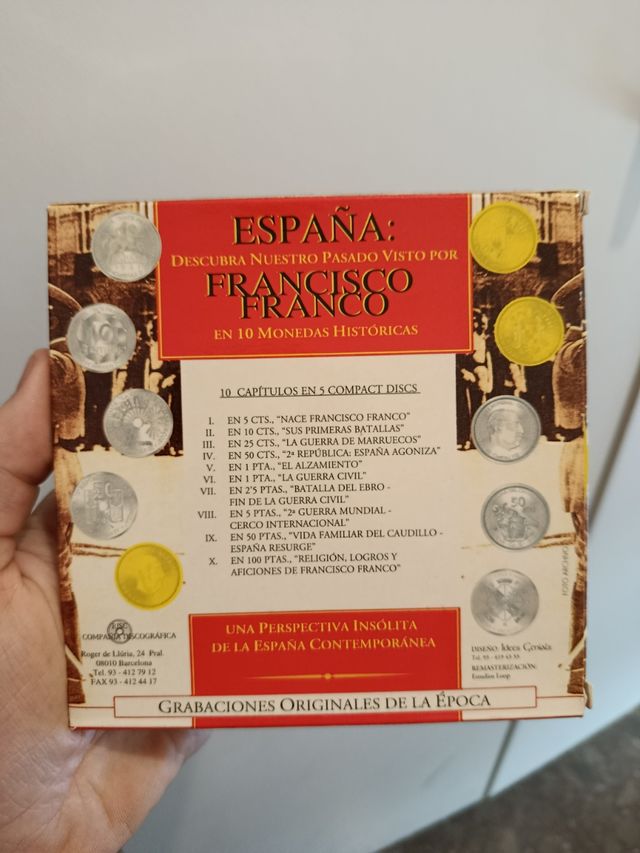 ESPAÑA:
DESCUBRA NUESTRO PASADO VISTO POR
FRANCISCO
FRANCO
EN 10 MONEDAS HISTÓRICAS
10 CAPÍTULOS EN 5 COMPACT DISCS
I. EN 5 CTS., “NACE FRANCISCO FRANCO”
II. EN 10 CTS., “SUS PRIMERAS BATALLAS”
III. EN 25 CTS., “LA GUERRA DE MARRUECOS”
IV. EN 50 CTS., “2ª REPÚBLICA: ESPAÑA AGONIZA”
V. EN 1 PTA., “EL ALZAMIENTO”
VI. EN 1 PTA., “LA GUERRA CIVIL”
VII. EN 2'5 PTAS., “BATALLA DEL EBRO -
FIN DE LA GUERRA CIVIL”
VIII. EN 5 PTAS., “2ª GUERRA MUNDIAL -
CERCO INTERNACIONAL”
IX. EN 50 PTAS., “VIDA FAMILIAR DEL CAUDILLO -
ESPAÑA RESURGE”
X. EN 100 PTAS., “RELIGIÓN, LOGROS Y
AFICIONES DE FRANCISCO FRANCO”
FOTO ARCHIVO
UNA PERSPECTIVA INSÓLITA
DE LA ESPAÑA CONTEMPORÁNEA
COMPAÑIA DISCOGRÁFICA
Roger de Llúria, 24 Pral.
08010 Barcelona
Tel. 93 - 412 79 12
FAX 93 - 412 44 17
DISEÑO: Idees Genials
REMASTERIZACIÓN:
Estudios Loop
GRABACIONES ORIGINALES DE LA ÉPOCA